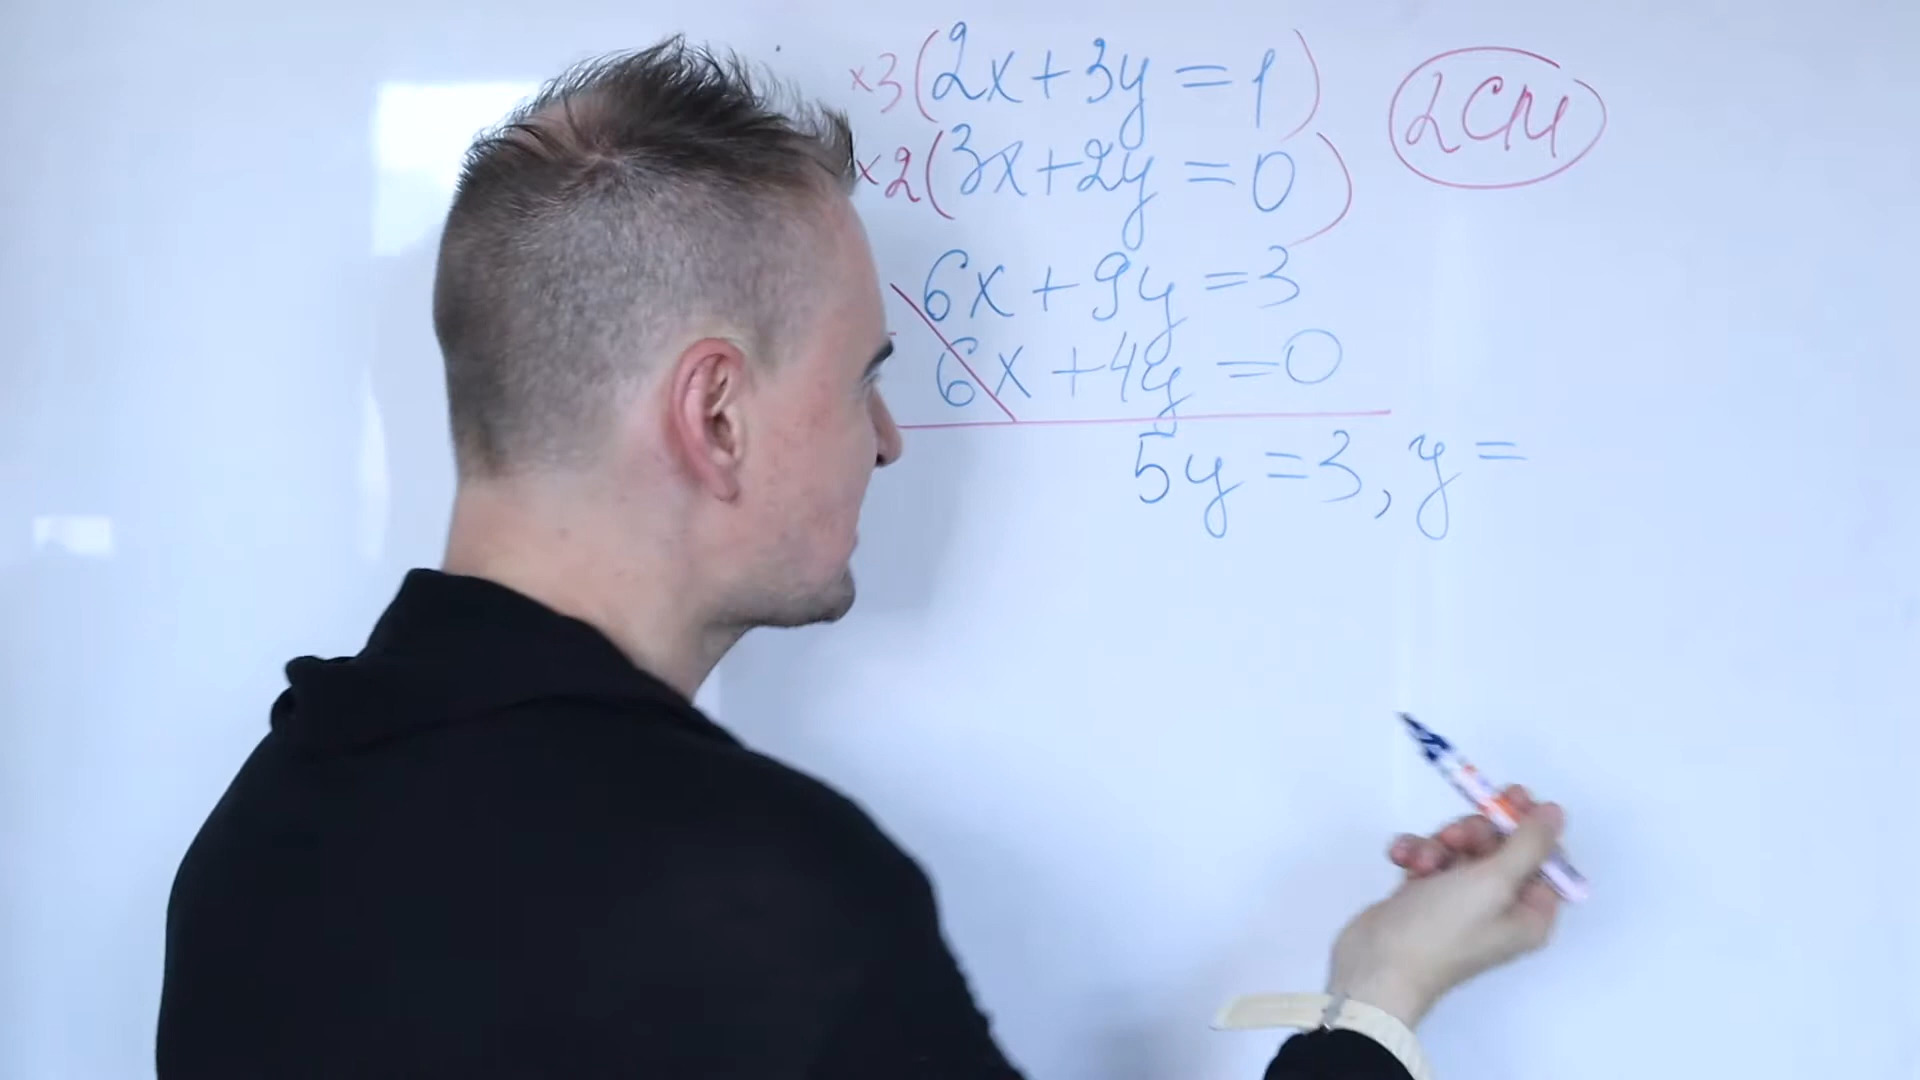 ×3(2x+3y=1)
LCM
×2(3x+2y=0)
6x+9y=3
6x+4y=0
5y=3, y=